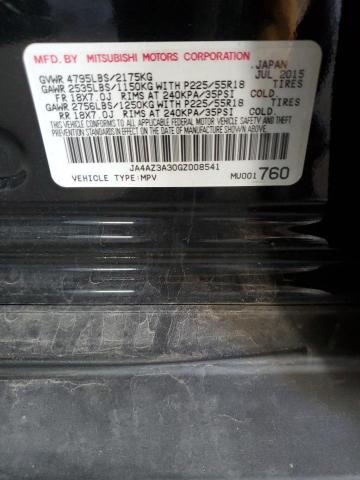 MFD. BY MITSUBISHI MOTORS CORPORATION JAPAN
GVWR 4795LBS/2175KG JUL 2015
GAWR 2535LBS/1150KG WITH P225/55R18 TIRES
FR 18X7.0J RIMS AT 240KPA/35PSI COLD.
GAWR 2756LBS/1250KG WITH P225/55R18 TIRES
RR 18X7.0J RIMS AT 240KPA/35PSI COLD.
THIS VEHICLE CONFORMS TO ALL APPLICABLE
FEDERAL MOTOR VEHICLE SAFETY AND THEFT
PREVENTION STANDARDS IN EFFECT ON THE DATE OF
MANUFACTURE SHOWN ABOVE.
JA4AZ3A30GZ008541
VEHICLE TYPE:MPV MU001760